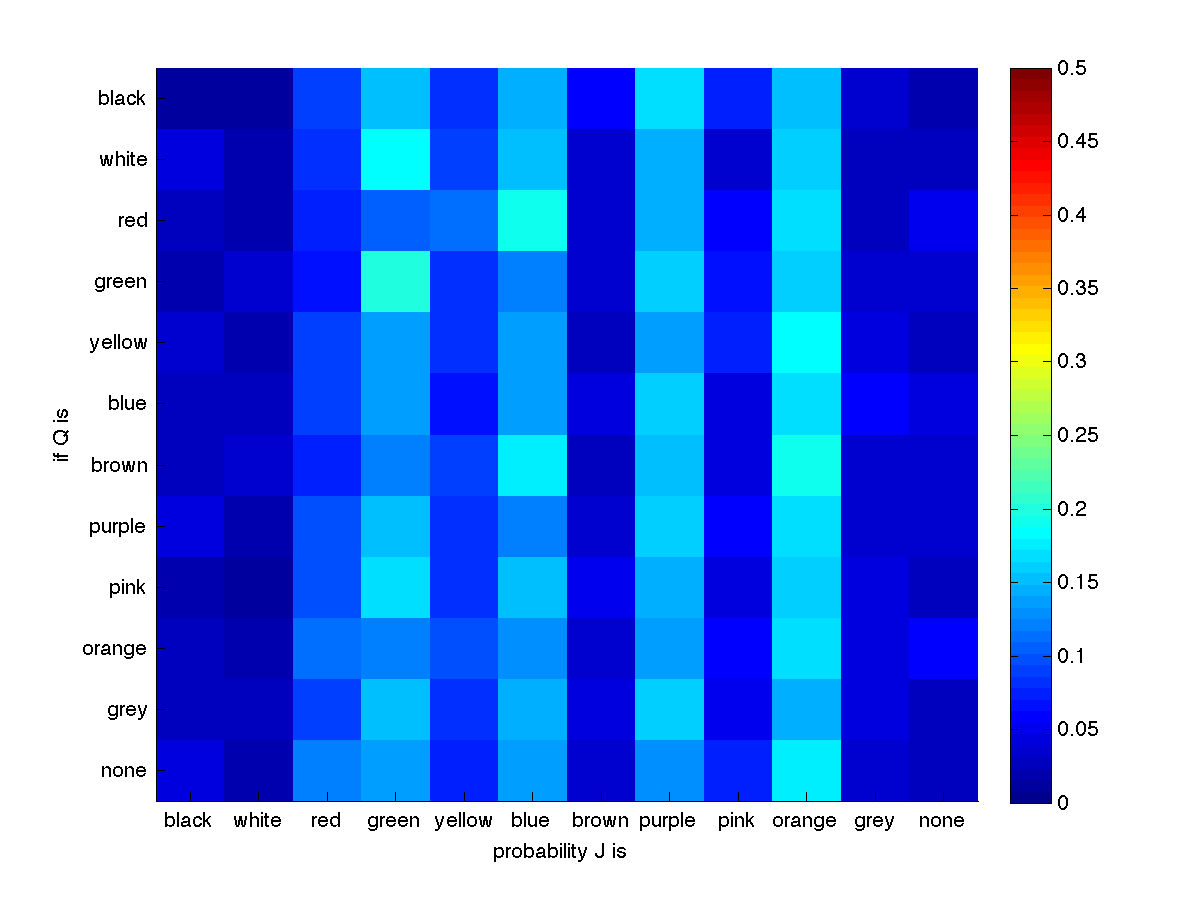 black
white
red
green
yellow
blue
brown
purple
pink
orange
grey
none
if Q is
black white red green yellow blue brown purple pink orange grey none
probability J is
0.5
0.45
0.4
0.35
0.3
0.25
0.2
0.15
0.1
0.05
0